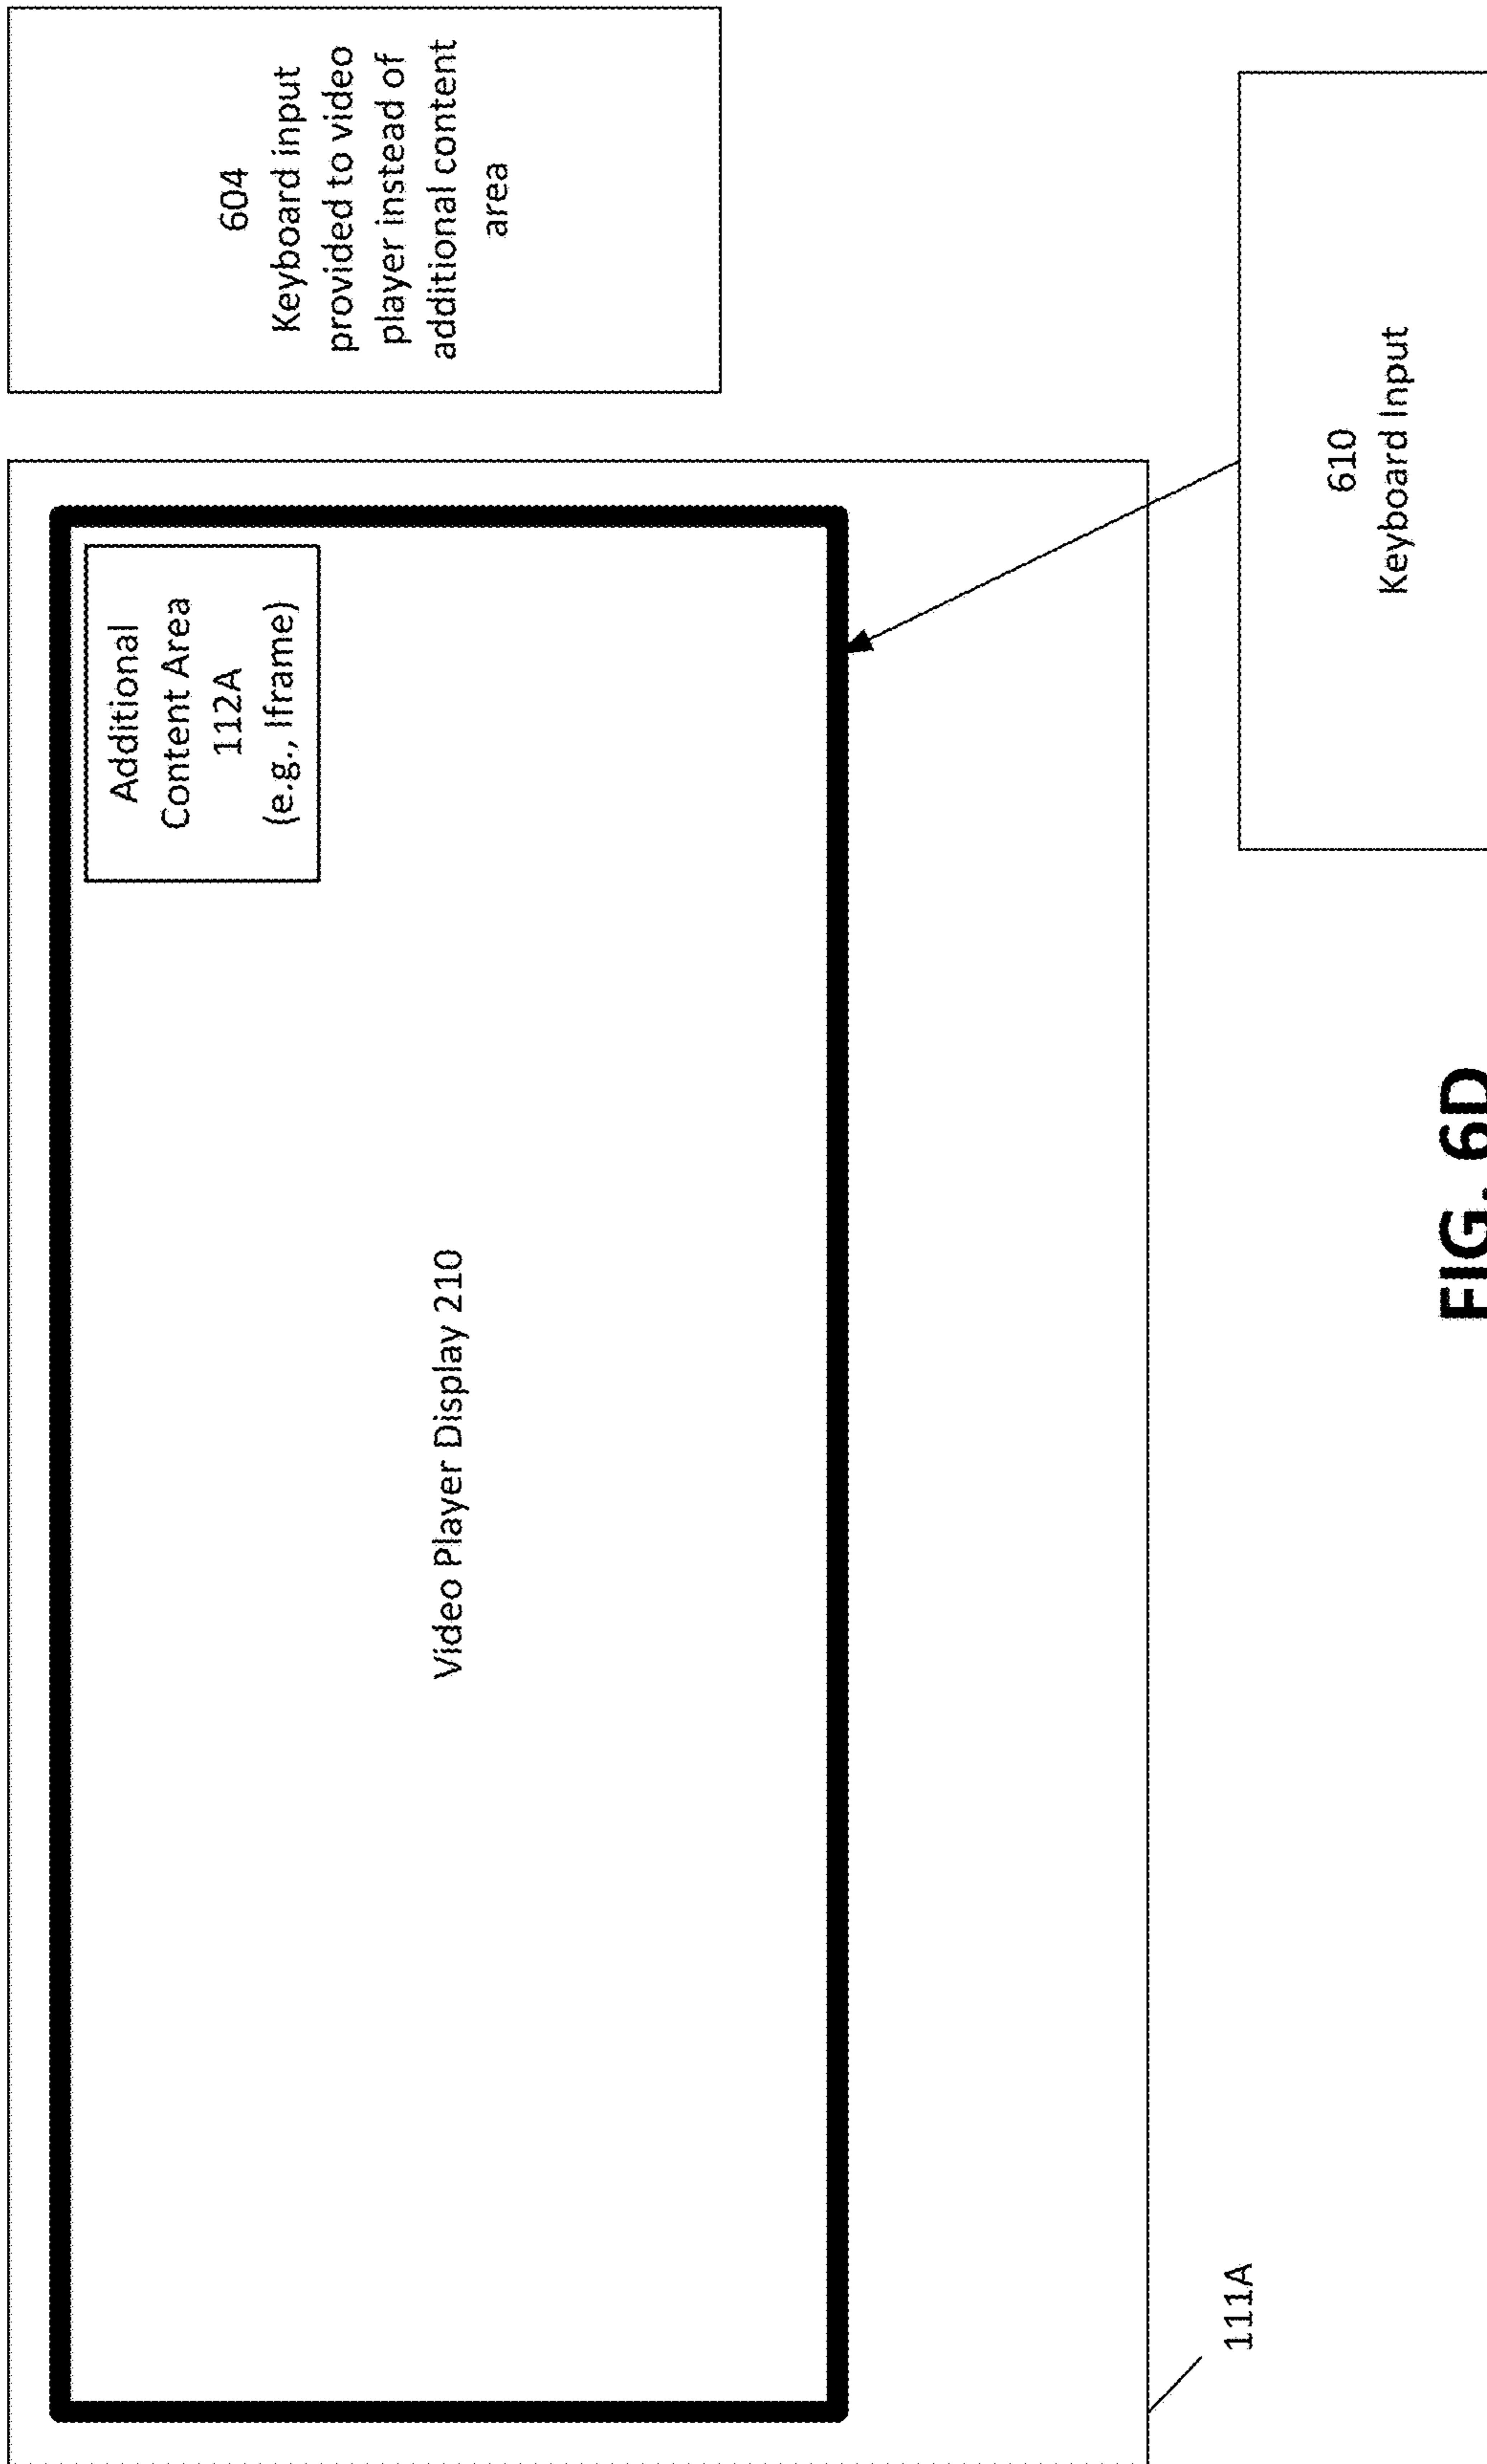 604
Keyboard input
provided to video
player instead of
additional content
area
Additional
Content Area
112A
(e.g., Iframe)
Video Player Display 210
610
Keyboard Input
111A
FIG. 6D